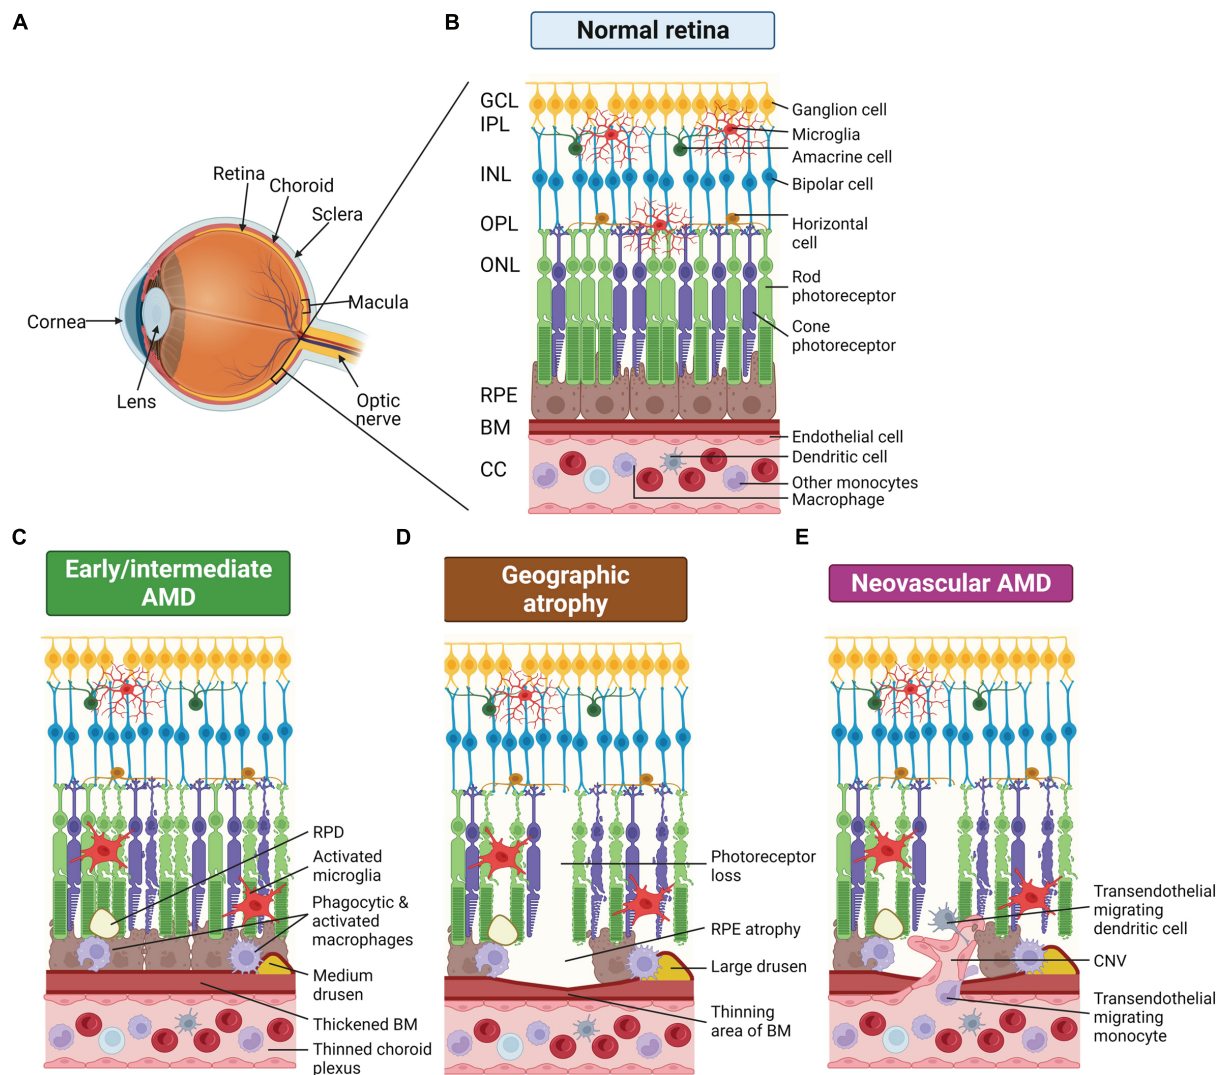 A
B
Normal retina
Retina
Choroid
Sclera
Macula
Cornea
Lens
Optic
nerve
GCL
IPL
INL
OPL
ONL
RPE
BM
CC
Ganglion cell
Microglia
Amacrine cell
Bipolar cell
Horizontal
cell
Rod
photoreceptor
Cone
photoreceptor
Endothelial cell
Dendritic cell
Other monocytes
Macrophage
C
Early/intermediate
AMD
RPD
Activated
microglia
Phagocytic &
activated
macrophages
Medium
drusen
Thickened BM
Thinned choroid
plexus
D
Geographic
atrophy
Photoreceptor
loss
RPE atrophy
Large drusen
Thinning
area of BM
E
Neovascular AMD
Transendothelial
migrating
dendritic cell
CNV
Transendothelial
migrating
monocyte